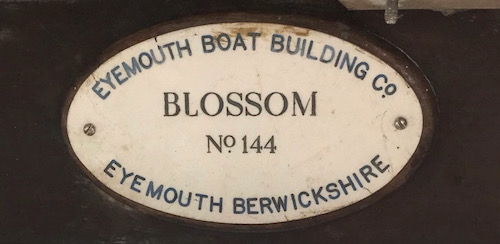 EYEMOUTH BOAT BUILDING Cº
BLOSSOM
Nº 144
EYEMOUTH BERWICKSHIRE